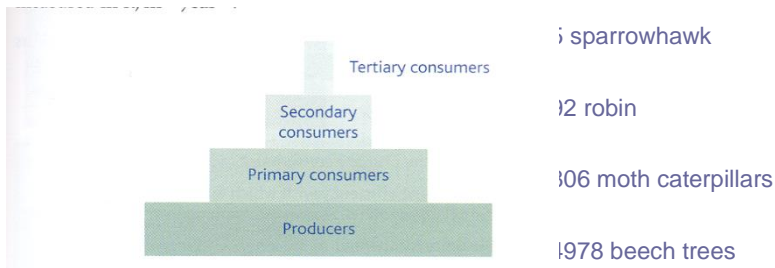 Tertiary consumers
sparrowhawk
Secondary
consumers
robin
Primary consumers
moth caterpillars
Producers
beech trees